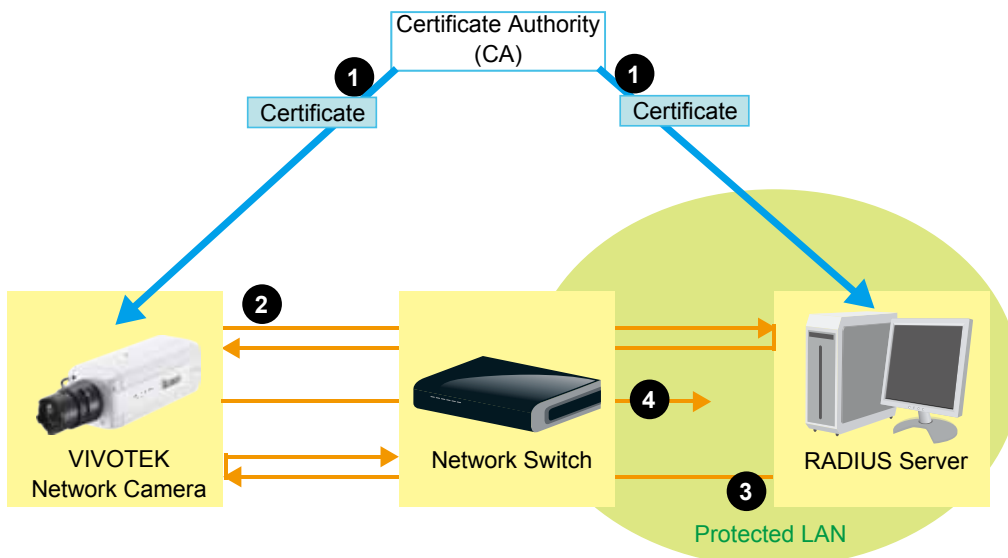 Certificate Authority
(CA)
1
1
Certificate
Certificate
2
4
VIVOTEK
Network Camera
Network Switch
RADIUS Server
3
Protected LAN